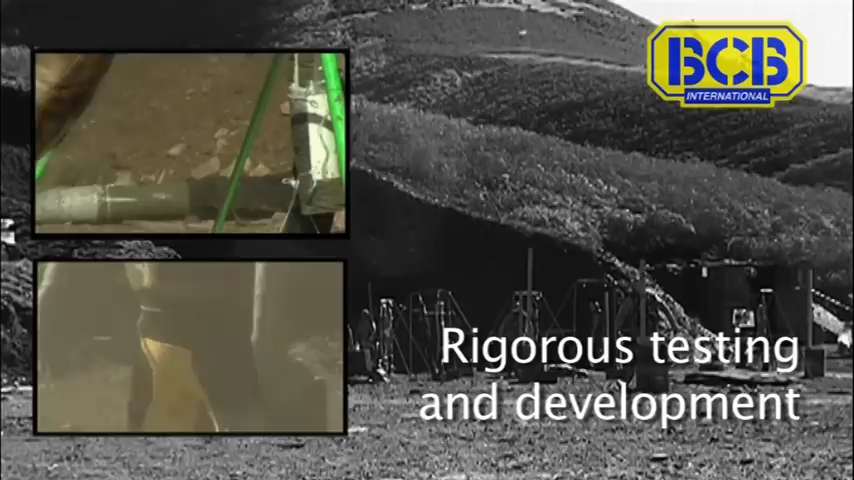 BCB
INTERNATIONAL
Rigorous testing
and development